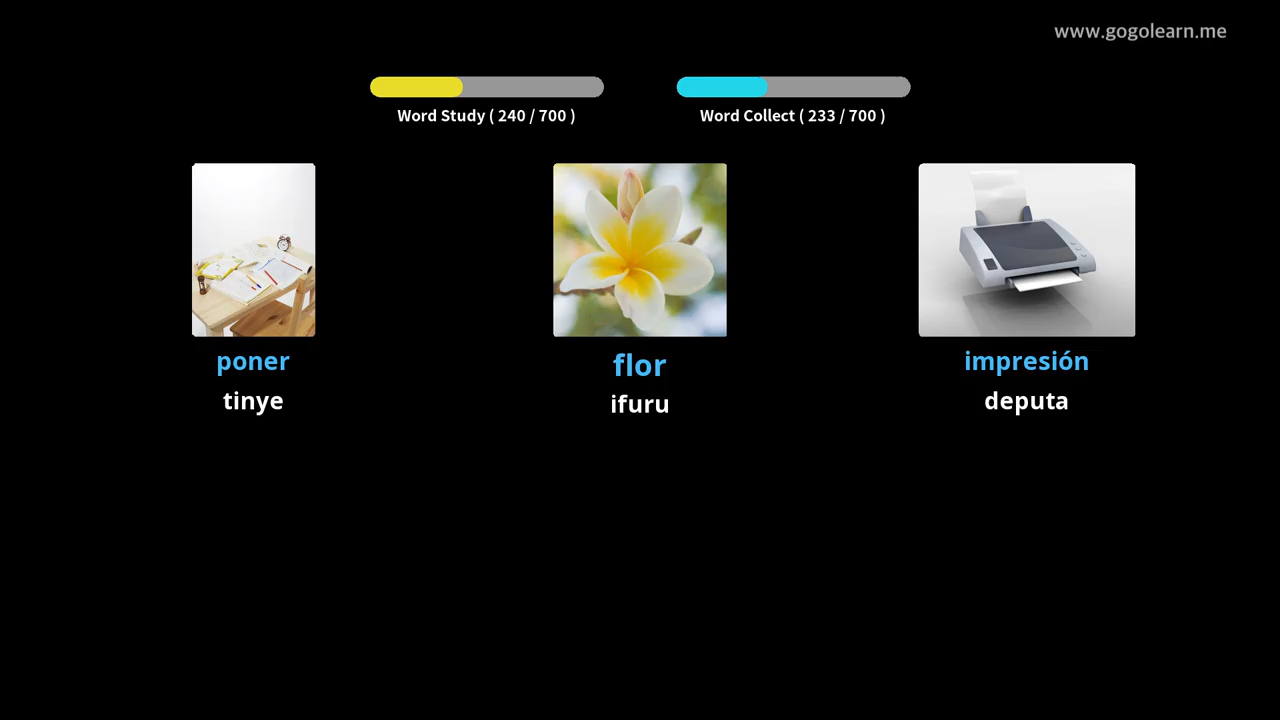 www.gogolearn.me
Word Study ( 240 / 700 )
Word Collect ( 233 / 700 )
poner
flor
impresión
tinye
ifuru
deputa